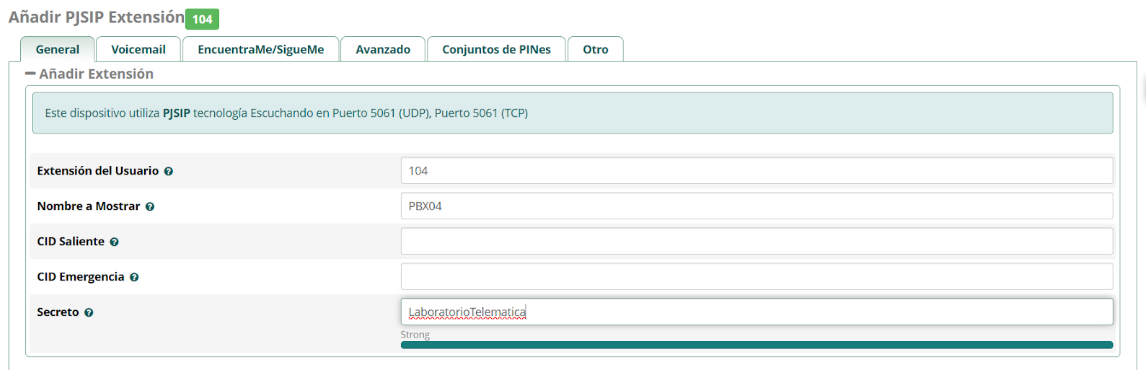 Añadir PJSIP Extensión 104
General Voicemail EncuentraMe/SigueMe Avanzado Conjuntos de PINes Otro
Añadir Extensión
Este dispositivo utiliza PJSIP tecnología Escuchando en Puerto 5061 (UDP), Puerto 5061 (TCP)
Extensión del Usuario 104
Nombre a Mostrar PBX04
CID Saliente
CID Emergencia
Secreto LaboratorioTelematica
Strong